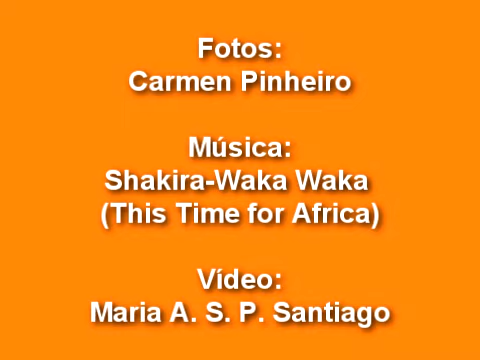 Fotos:
Carmen Pinheiro
Música:
Shakira-Waka Waka
(This Time for Africa)
Vídeo:
Maria A. S. P. Santiago